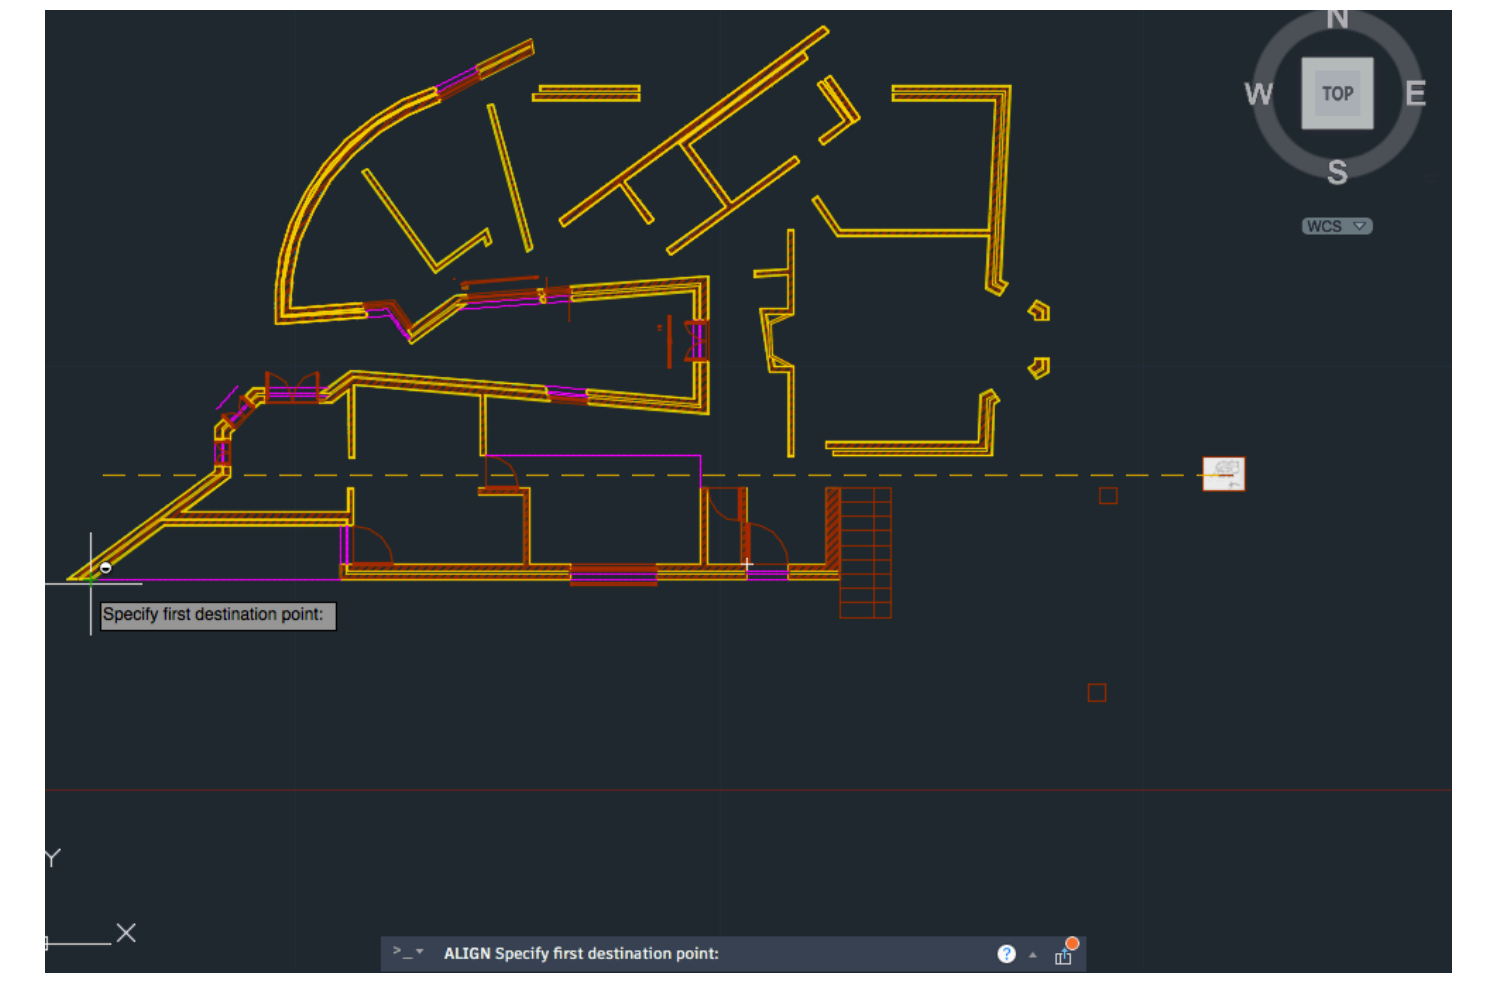 N
W TOP E
S
WCS
Specify first destination point:
Y
X
>_ ALIGN Specify first destination point: ?